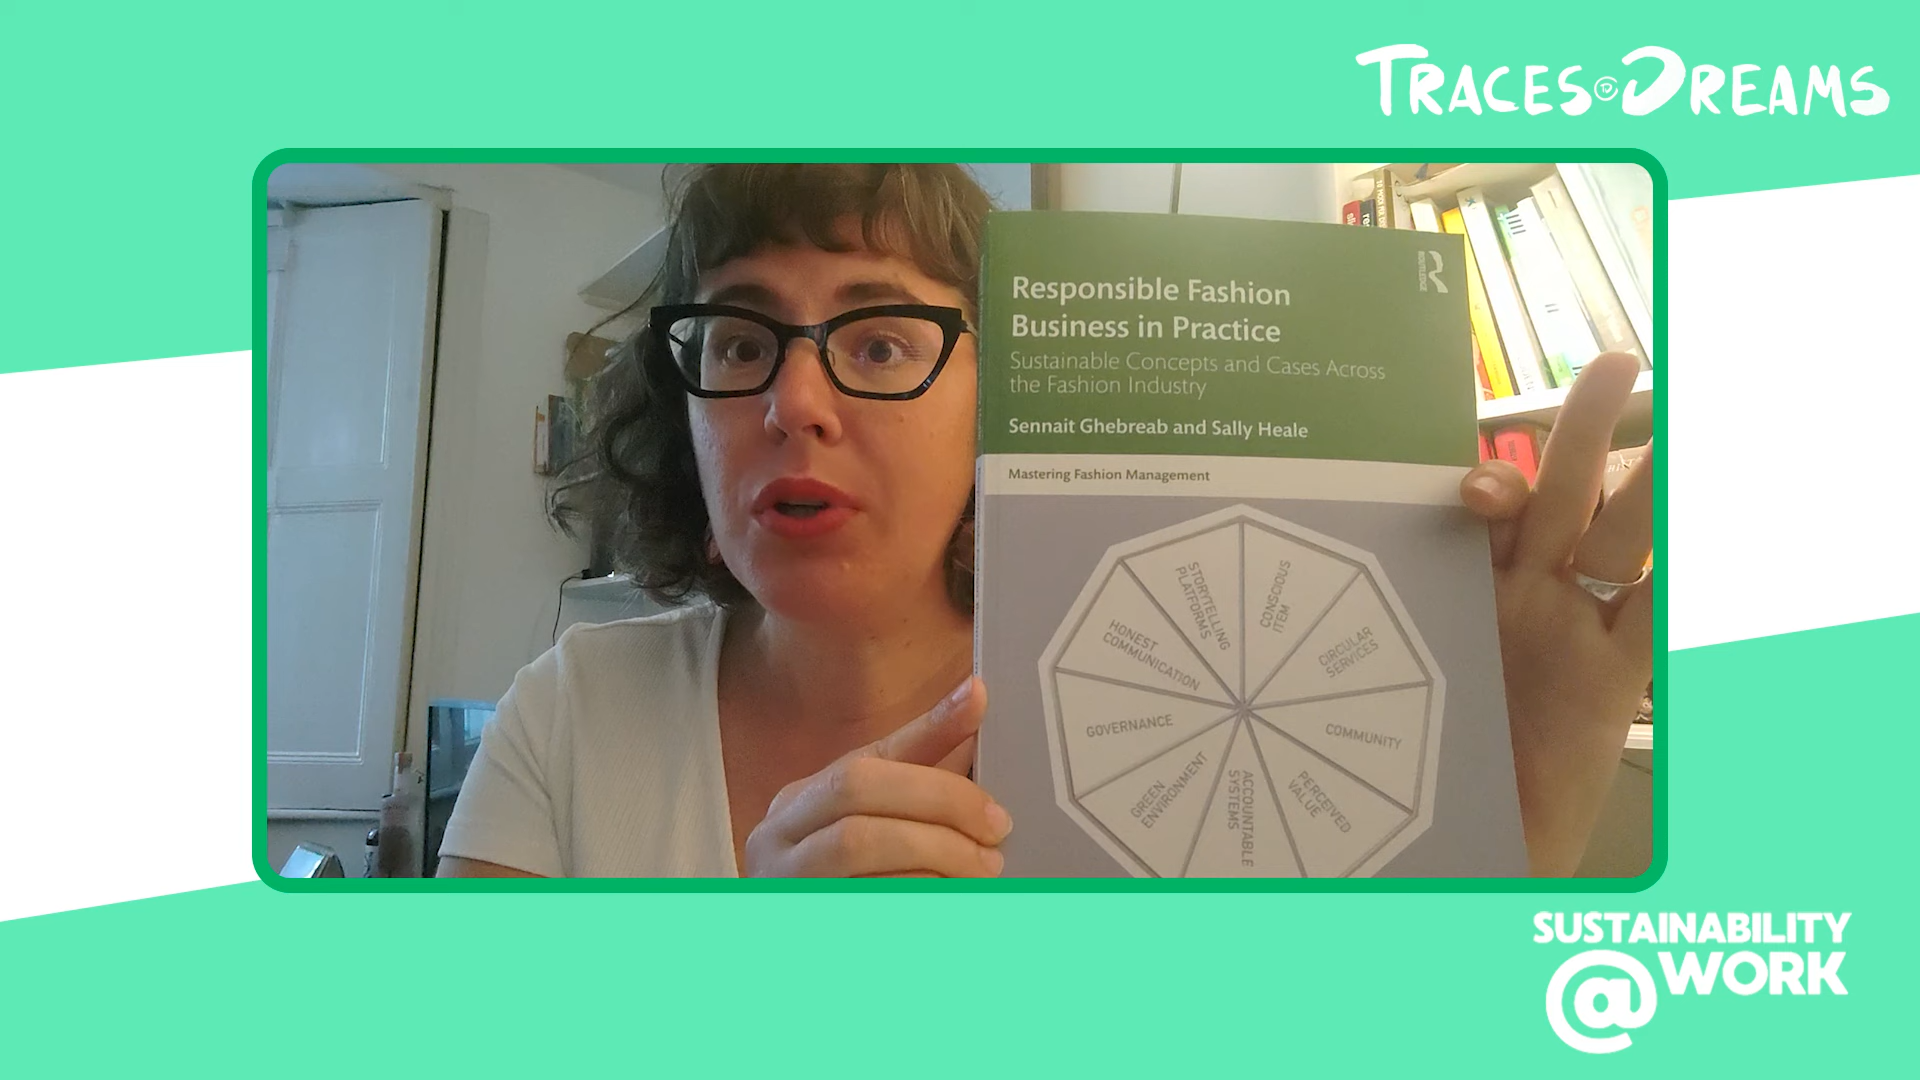 TRACES&DREAMS
Responsible Fashion
Business in Practice
Sustainable Concepts and Cases Across
the Fashion Industry
Sennait Ghebreab and Sally Heale
Mastering Fashion Management
ROUTLEDGE
STORYTELLING
PLATFORMS
CONSCIOUS
ITEM
HONEST
COMMUNICATION
CIRCULAR
SERVICES
GOVERNANCE
COMMUNITY
GREEN
ENVIRONMENT
ACCOUNTABLE
SYSTEMS
PERCEIVED
VALUE
SUSTAINABILITY
@WORK